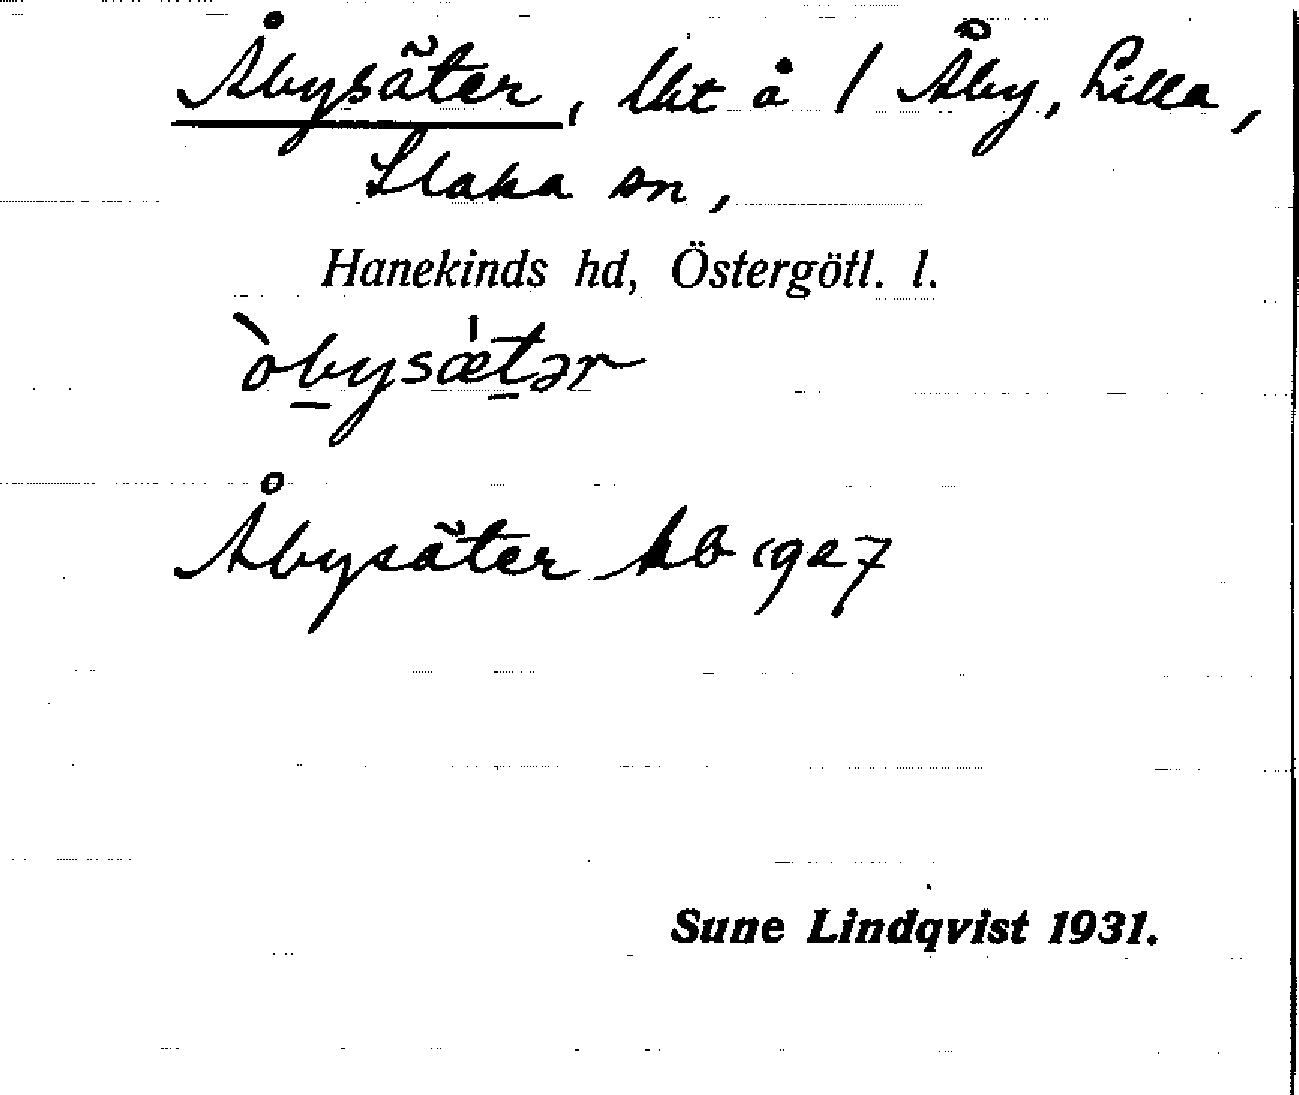 Åbysäter, lht å 1 Åby, Lilla,
Slaka sn,
Hanekinds hd, Östergötl. l.
òbysǽtər
Åbysäter kb 1927
Sune Lindqvist 1931.